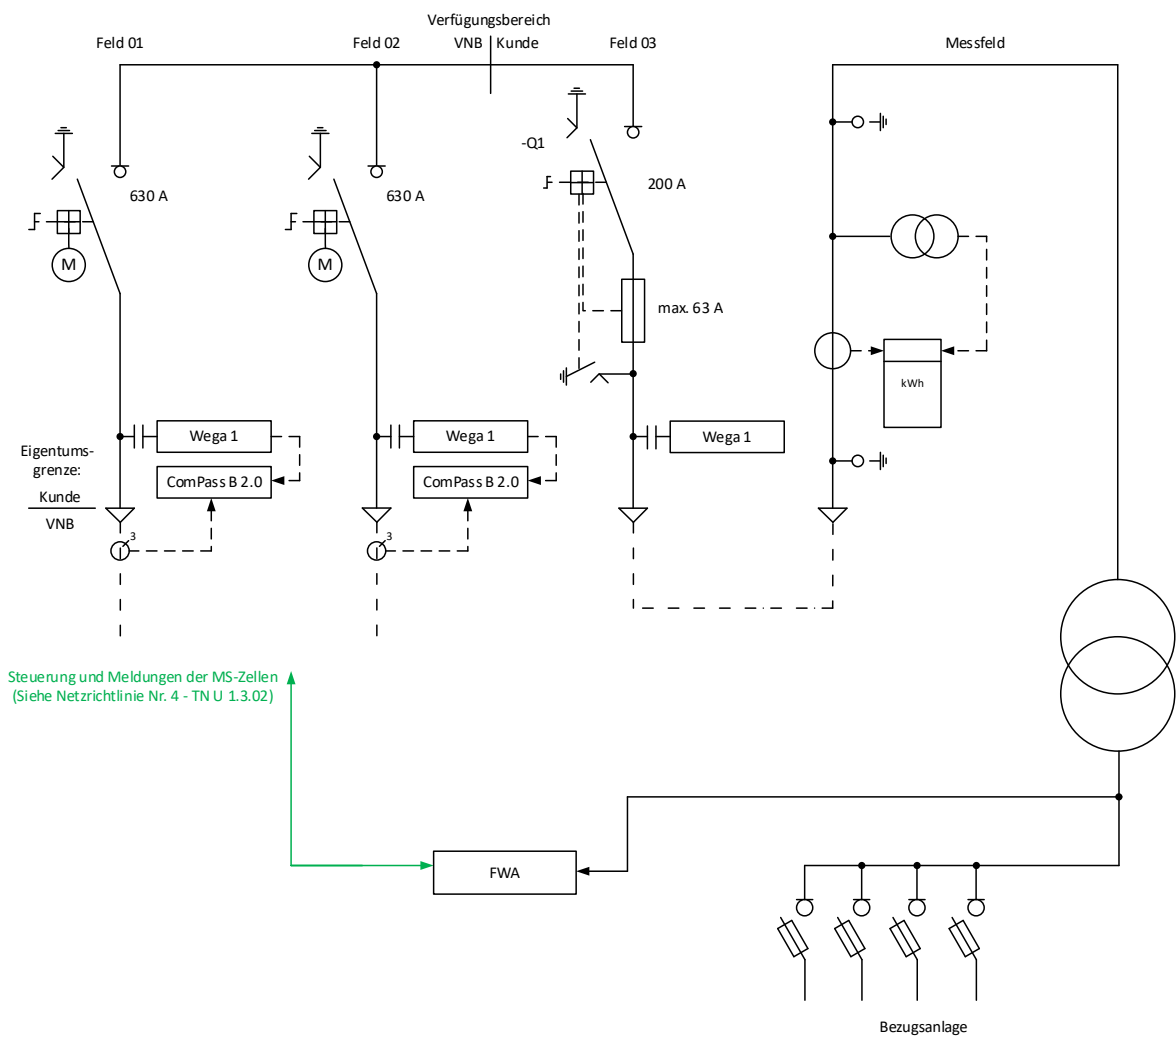 Verfügungsbereich
VNB Kunde
Feld 01
Feld 02
Feld 03
Messfeld
-Q1
630 A
630 A
200 A
M
M
max. 63 A
kWh
Wega 1
Wega 1
Wega 1
Eigentums-
grenze:
Kunde
VNB
ComPass B 2.0
ComPass B 2.0
3
3
Steuerung und Meldungen der MS-Zellen
(Siehe Netzrichtlinie Nr. 4 - TN U 1.3.02)
FWA
Bezugsanlage